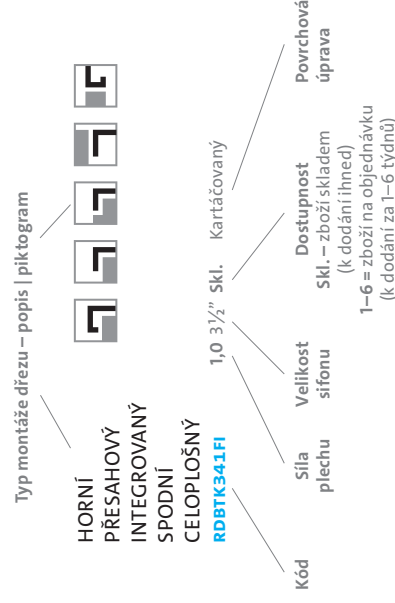 Typ montáže dřezu – popis | piktogram
HORNÍ
PŘESAHOVÝ
INTEGROVANÝ
SPODNÍ
CELOPLOŠNÝ
RDBTK341FI
1,0 3½” Skl. Kartáčovaný
Kód
Síla
plechu
Velikost
sifonu
Dostupnost
Skl. – zboží skladem
(k dodání ihned)
1–6 = zboží na objednávku
(k dodání za 1–6 týdnů)
Povrchová
úprava